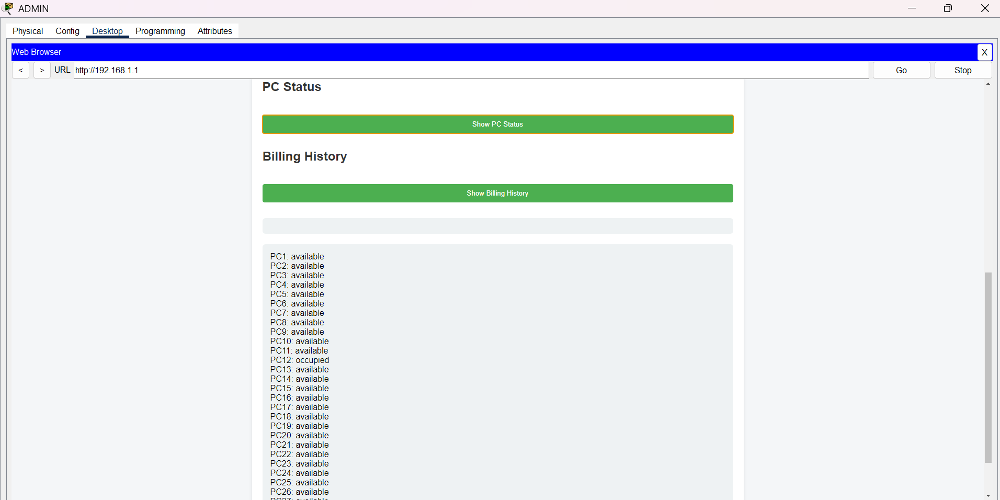 ADMIN
Physical Config Desktop Programming Attributes
Web Browser X
< > URL http://192.168.1.1 Go Stop
PC Status
Show PC Status
Billing History
Show Billing History
PC1: available
PC2: available
PC3: available
PC4: available
PC5: available
PC6: available
PC7: available
PC8: available
PC9: available
PC10: available
PC11: available
PC12: occupied
PC13: available
PC14: available
PC15: available
PC16: available
PC17: available
PC18: available
PC19: available
PC20: available
PC21: available
PC22: available
PC23: available
PC24: available
PC25: available
PC26: available
PC27: available